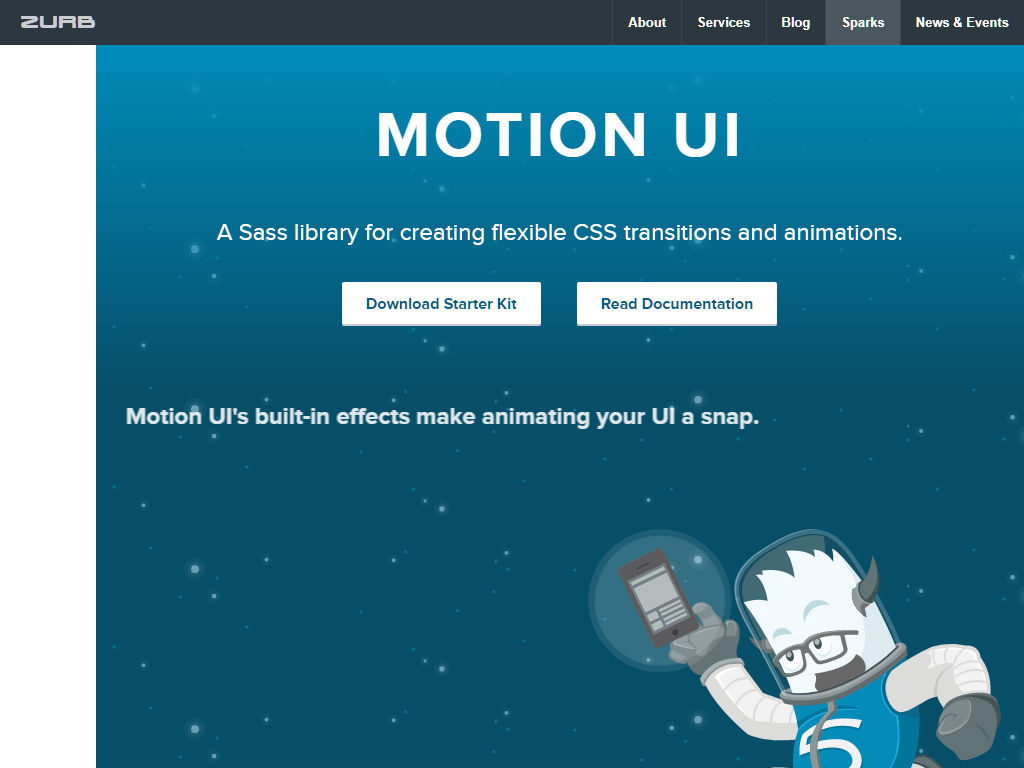 ZURB
About
Services
Blog
Sparks
News & Events
MOTION UI
A Sass library for creating flexible CSS transitions and animations.
Download Starter Kit
Read Documentation
Motion UI's built-in effects make animating your UI a snap.